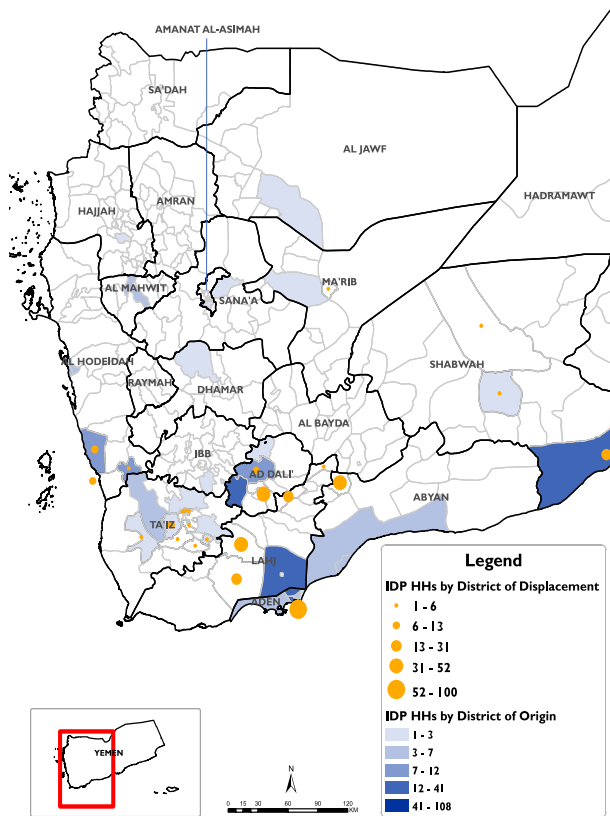 AMANAT AL-ASIMAH
SA'DAH
AL JAWF
HADRAMAWT
HAJJAH
AMRAN
MA'RIB
AL MAHWIT
SANA'A
AL HODEIDAH
SHABWAH
RAYMAH
DHAMAR
AL BAYDA
IBB
AD DALI'
ABYAN
TA'IZ
LAHJ
ADEN
Legend
IDP HHs by District of Displacement
1 - 6
6 - 13
13 - 31
31 - 52
52 - 100
IDP HHs by District of Origin
1 - 3
3 - 7
7 - 12
12 - 41
41 - 108
YEMEN
N
0 15 30 60 90 120
KM